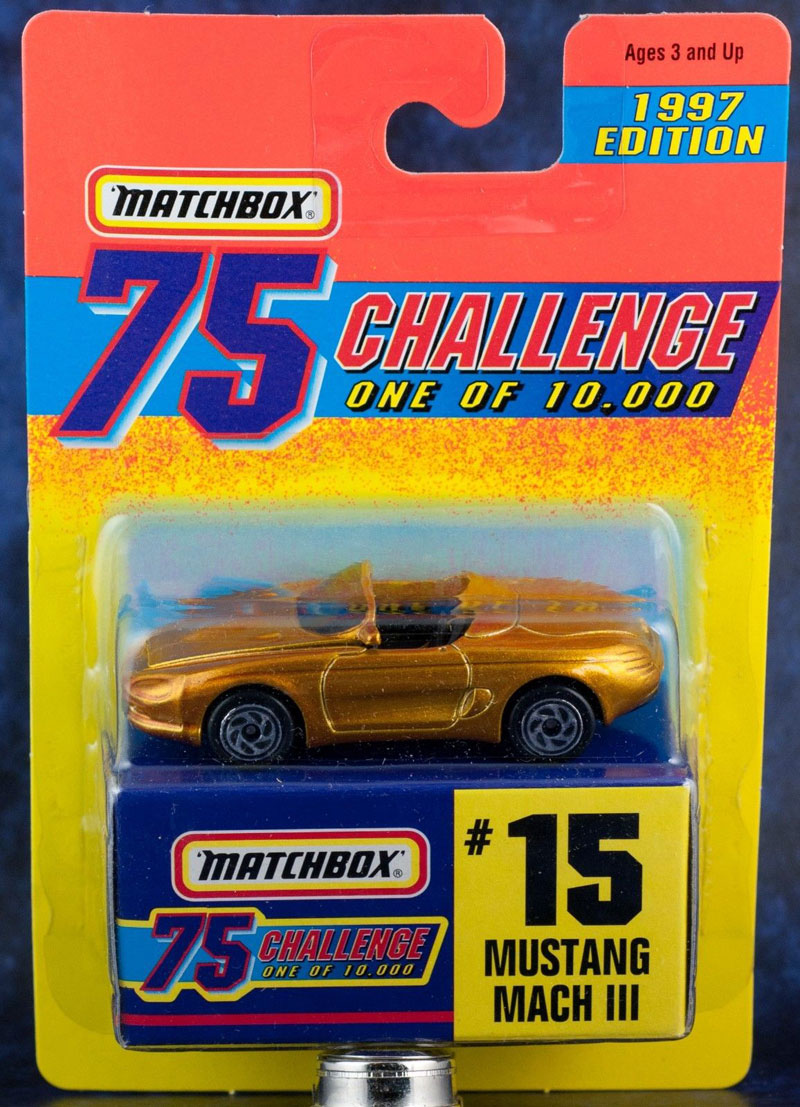 Ages 3 and Up
1997
EDITION
"MATCHBOX"®
75 CHALLENGE
ONE OF 10.000
"MATCHBOX"®
75 CHALLENGE
ONE OF 10.000
#15
MUSTANG
MACH III